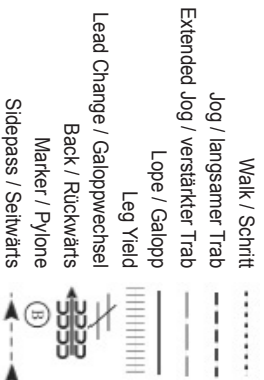 Walk / Schritt
Jog / langsamer Trab
Extended Jog / verstärkter Trab
Lope / Galopp
Leg Yield
Lead Change / Galoppwechsel
Back / Rückwärts
Marker / Pylone
B
Sidepass / Seitwärts